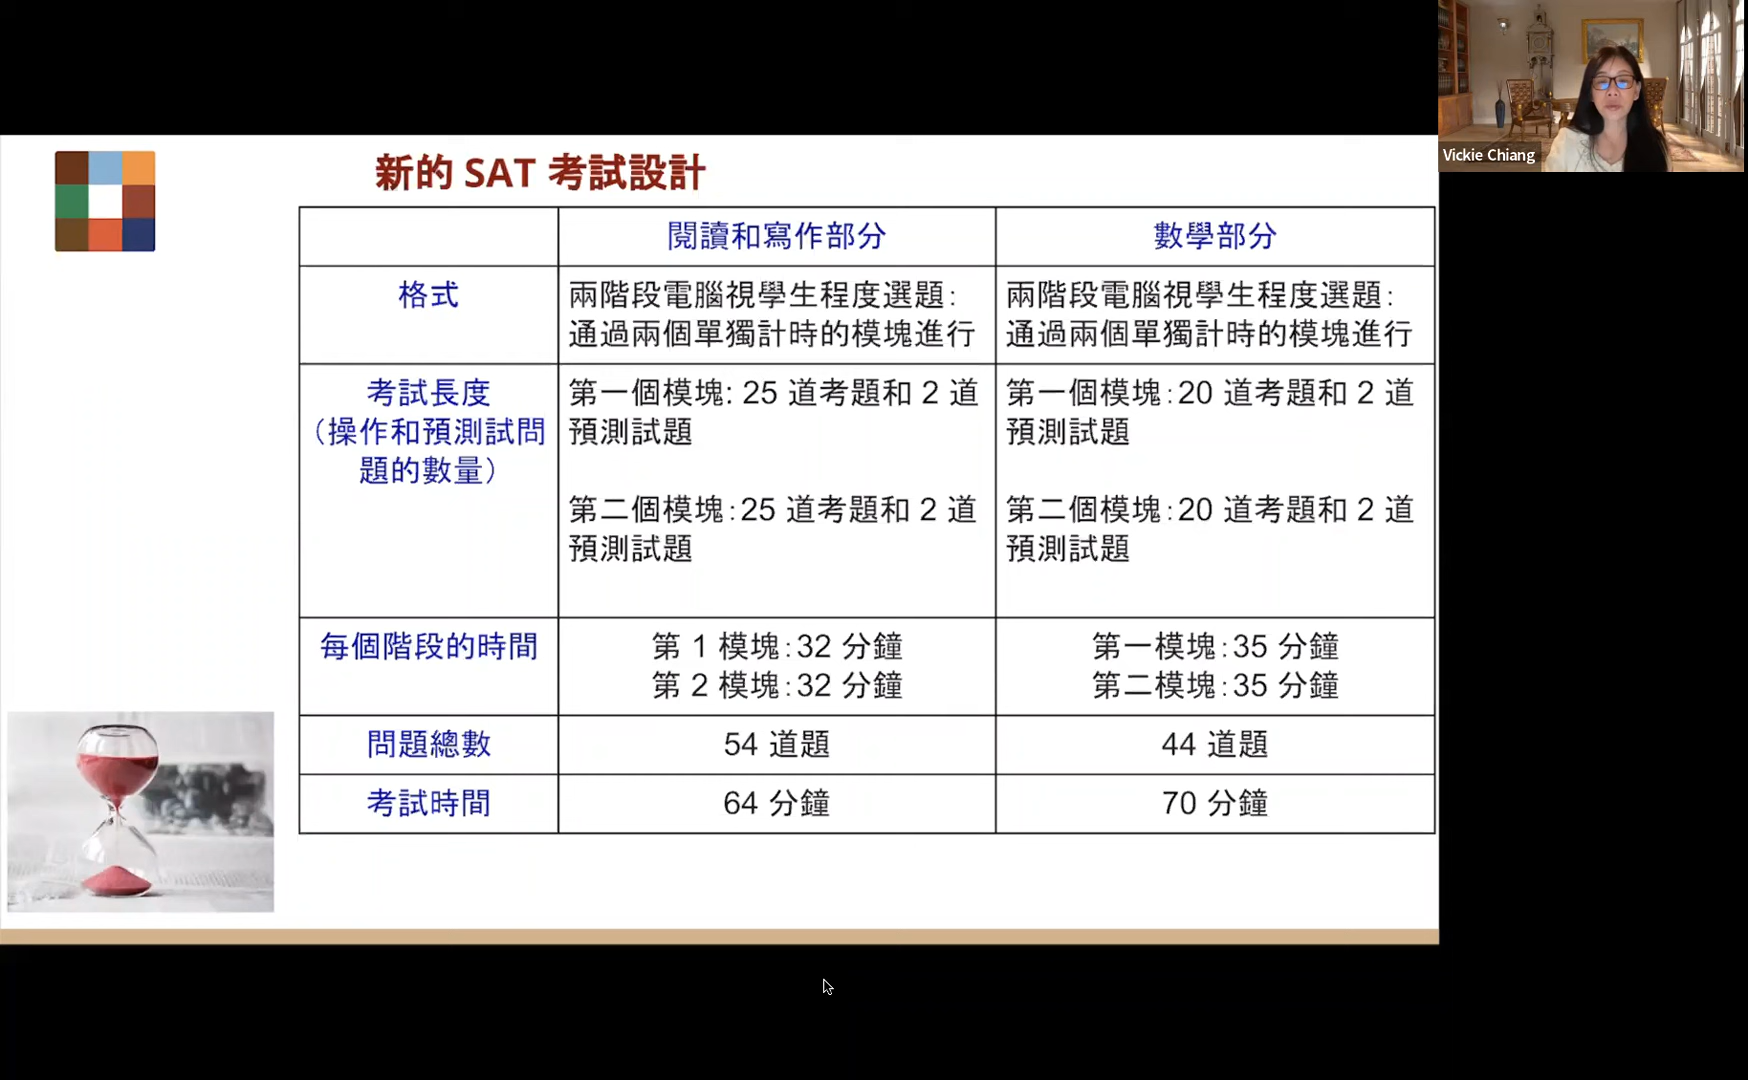 Vickie Chiang
新的 SAT 考試設計
閱讀和寫作部分
數學部分
格式
兩階段電腦視學生程度選題：
通過兩個單獨計時的模塊進行
兩階段電腦視學生程度選題：
通過兩個單獨計時的模塊進行
考試長度
（操作和預測試問
題的數量）
第一個模塊: 25 道考題和 2 道
預測試題
第二個模塊：25 道考題和 2 道
預測試題
第一個模塊：20 道考題和 2 道
預測試題
第二個模塊：20 道考題和 2 道
預測試題
每個階段的時間
第 1 模塊：32 分鐘
第 2 模塊：32 分鐘
第一模塊：35 分鐘
第二模塊：35 分鐘
問題總數
54 道題
44 道題
考試時間
64 分鐘
70 分鐘